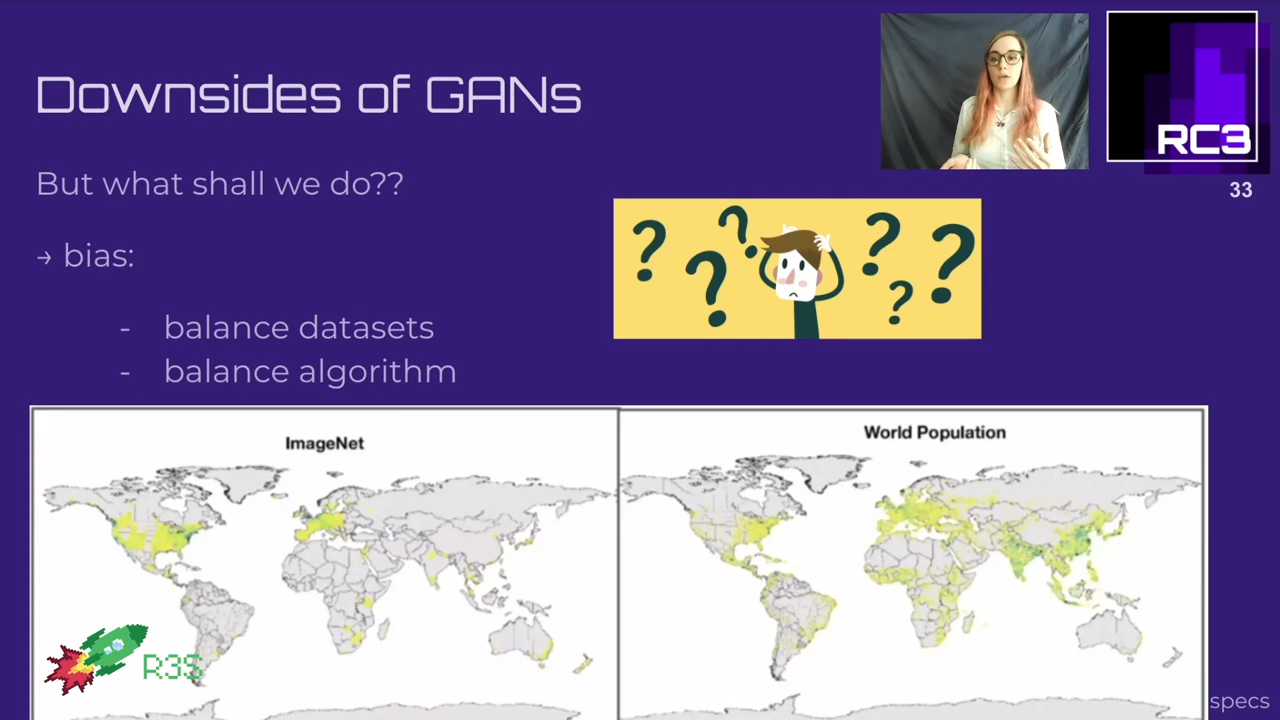 Downsides of GANs
RC3
33
But what shall we do??
→ bias:
? ? ? ? ? ?
- balance datasets
- balance algorithm
ImageNet
World Population
R3S
specs